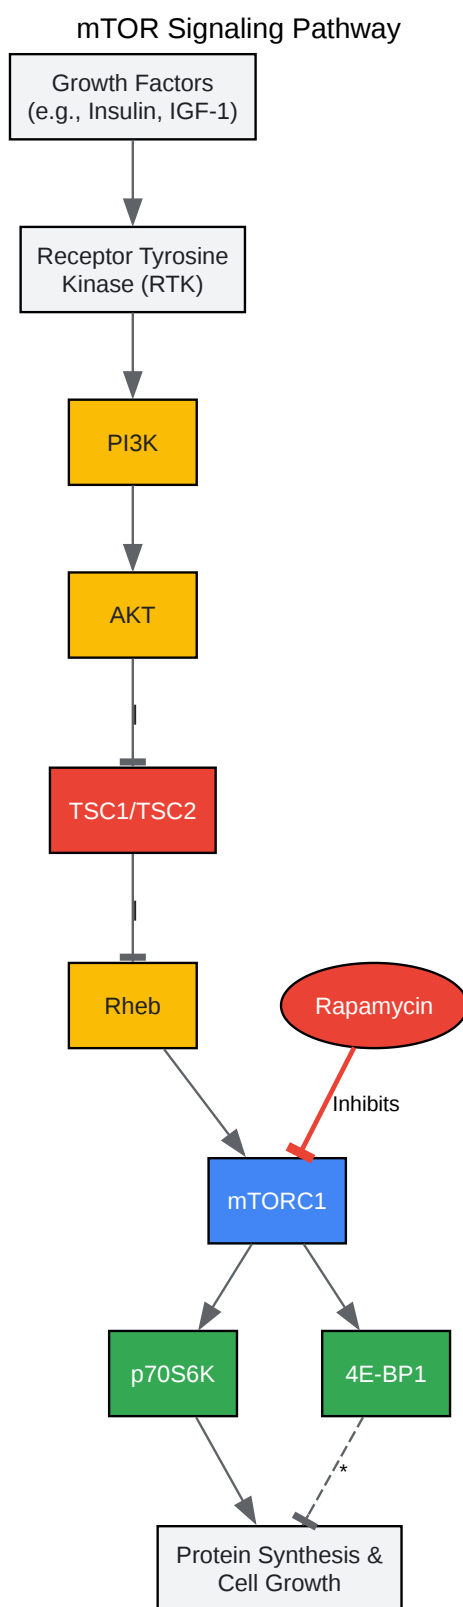 mTOR Signaling Pathway
Growth Factors
(e.g., Insulin, IGF-1)
Receptor Tyrosine
Kinase (RTK)
PI3K
AKT
I
TSC1/TSC2
I
Rheb
Rapamycin
Inhibits
mTORC1
p70S6K
4E-BP1
*
Protein Synthesis &
Cell Growth